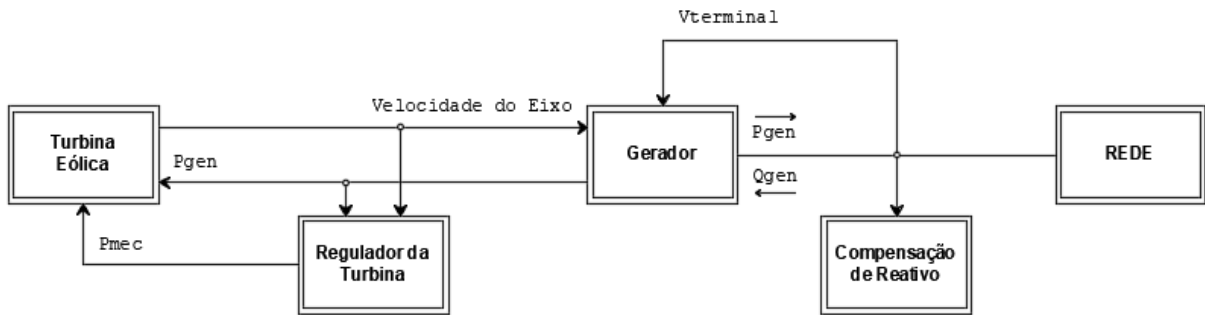 Vterminal
Velocidade do Eixo
Turbina
Eólica
Pgen
Gerador
Pgen
Qgen
REDE
Pmec
Regulador da
Turbina
Compensação
de Reativo